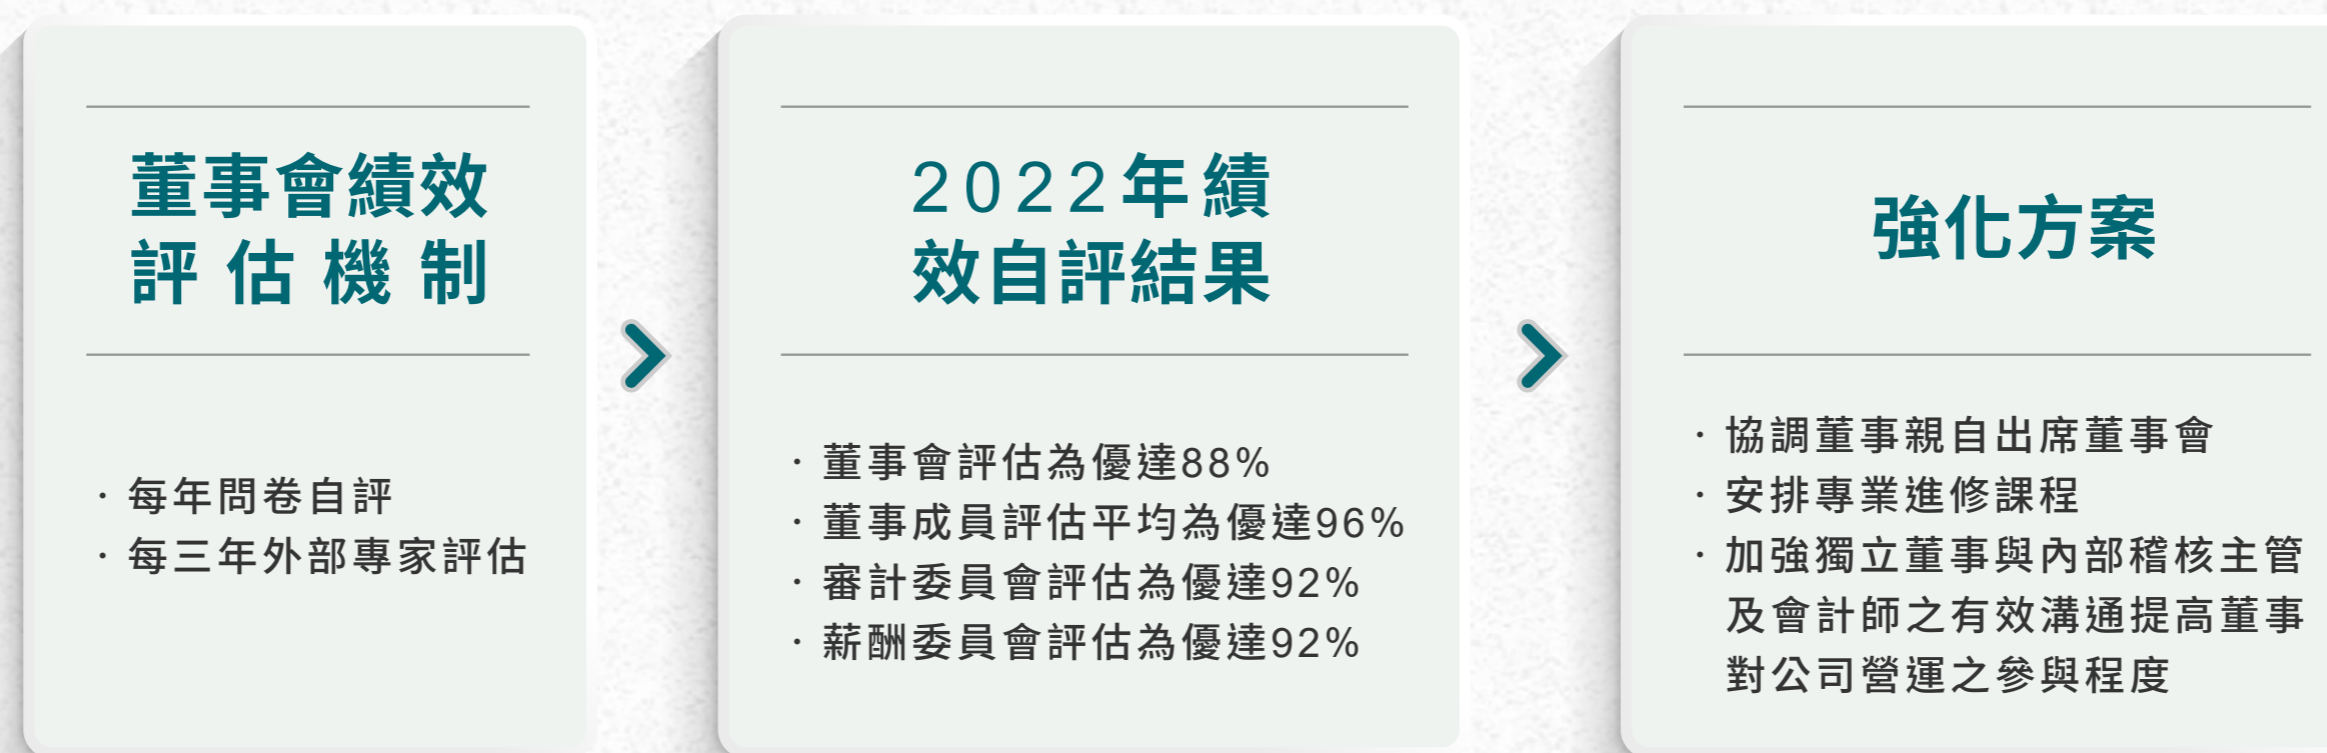 董事會績效
評估機制
· 每年問卷自評
· 每三年外部專家評估
2022年績
效自評結果
· 董事會評估為優達88%
· 董事成員評估平均為優達96%
· 審計委員會評估為優達92%
· 薪酬委員會評估為優達92%
強化方案
· 協調董事親自出席董事會
· 安排專業進修課程
· 加強獨立董事與內部稽核主管
及會計師之有效溝通提高董事
對公司營運之參與程度